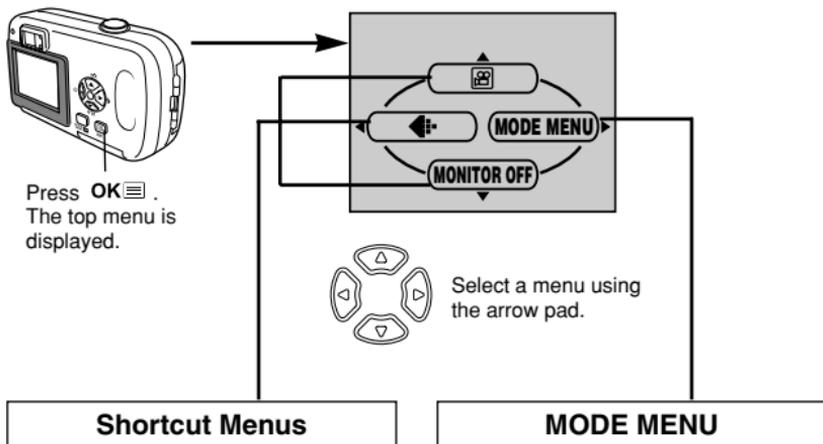 Press OK .
The top menu is
displayed.
MODE MENU
MONITOR OFF
Select a menu using
the arrow pad.
Shortcut Menus
MODE MENU